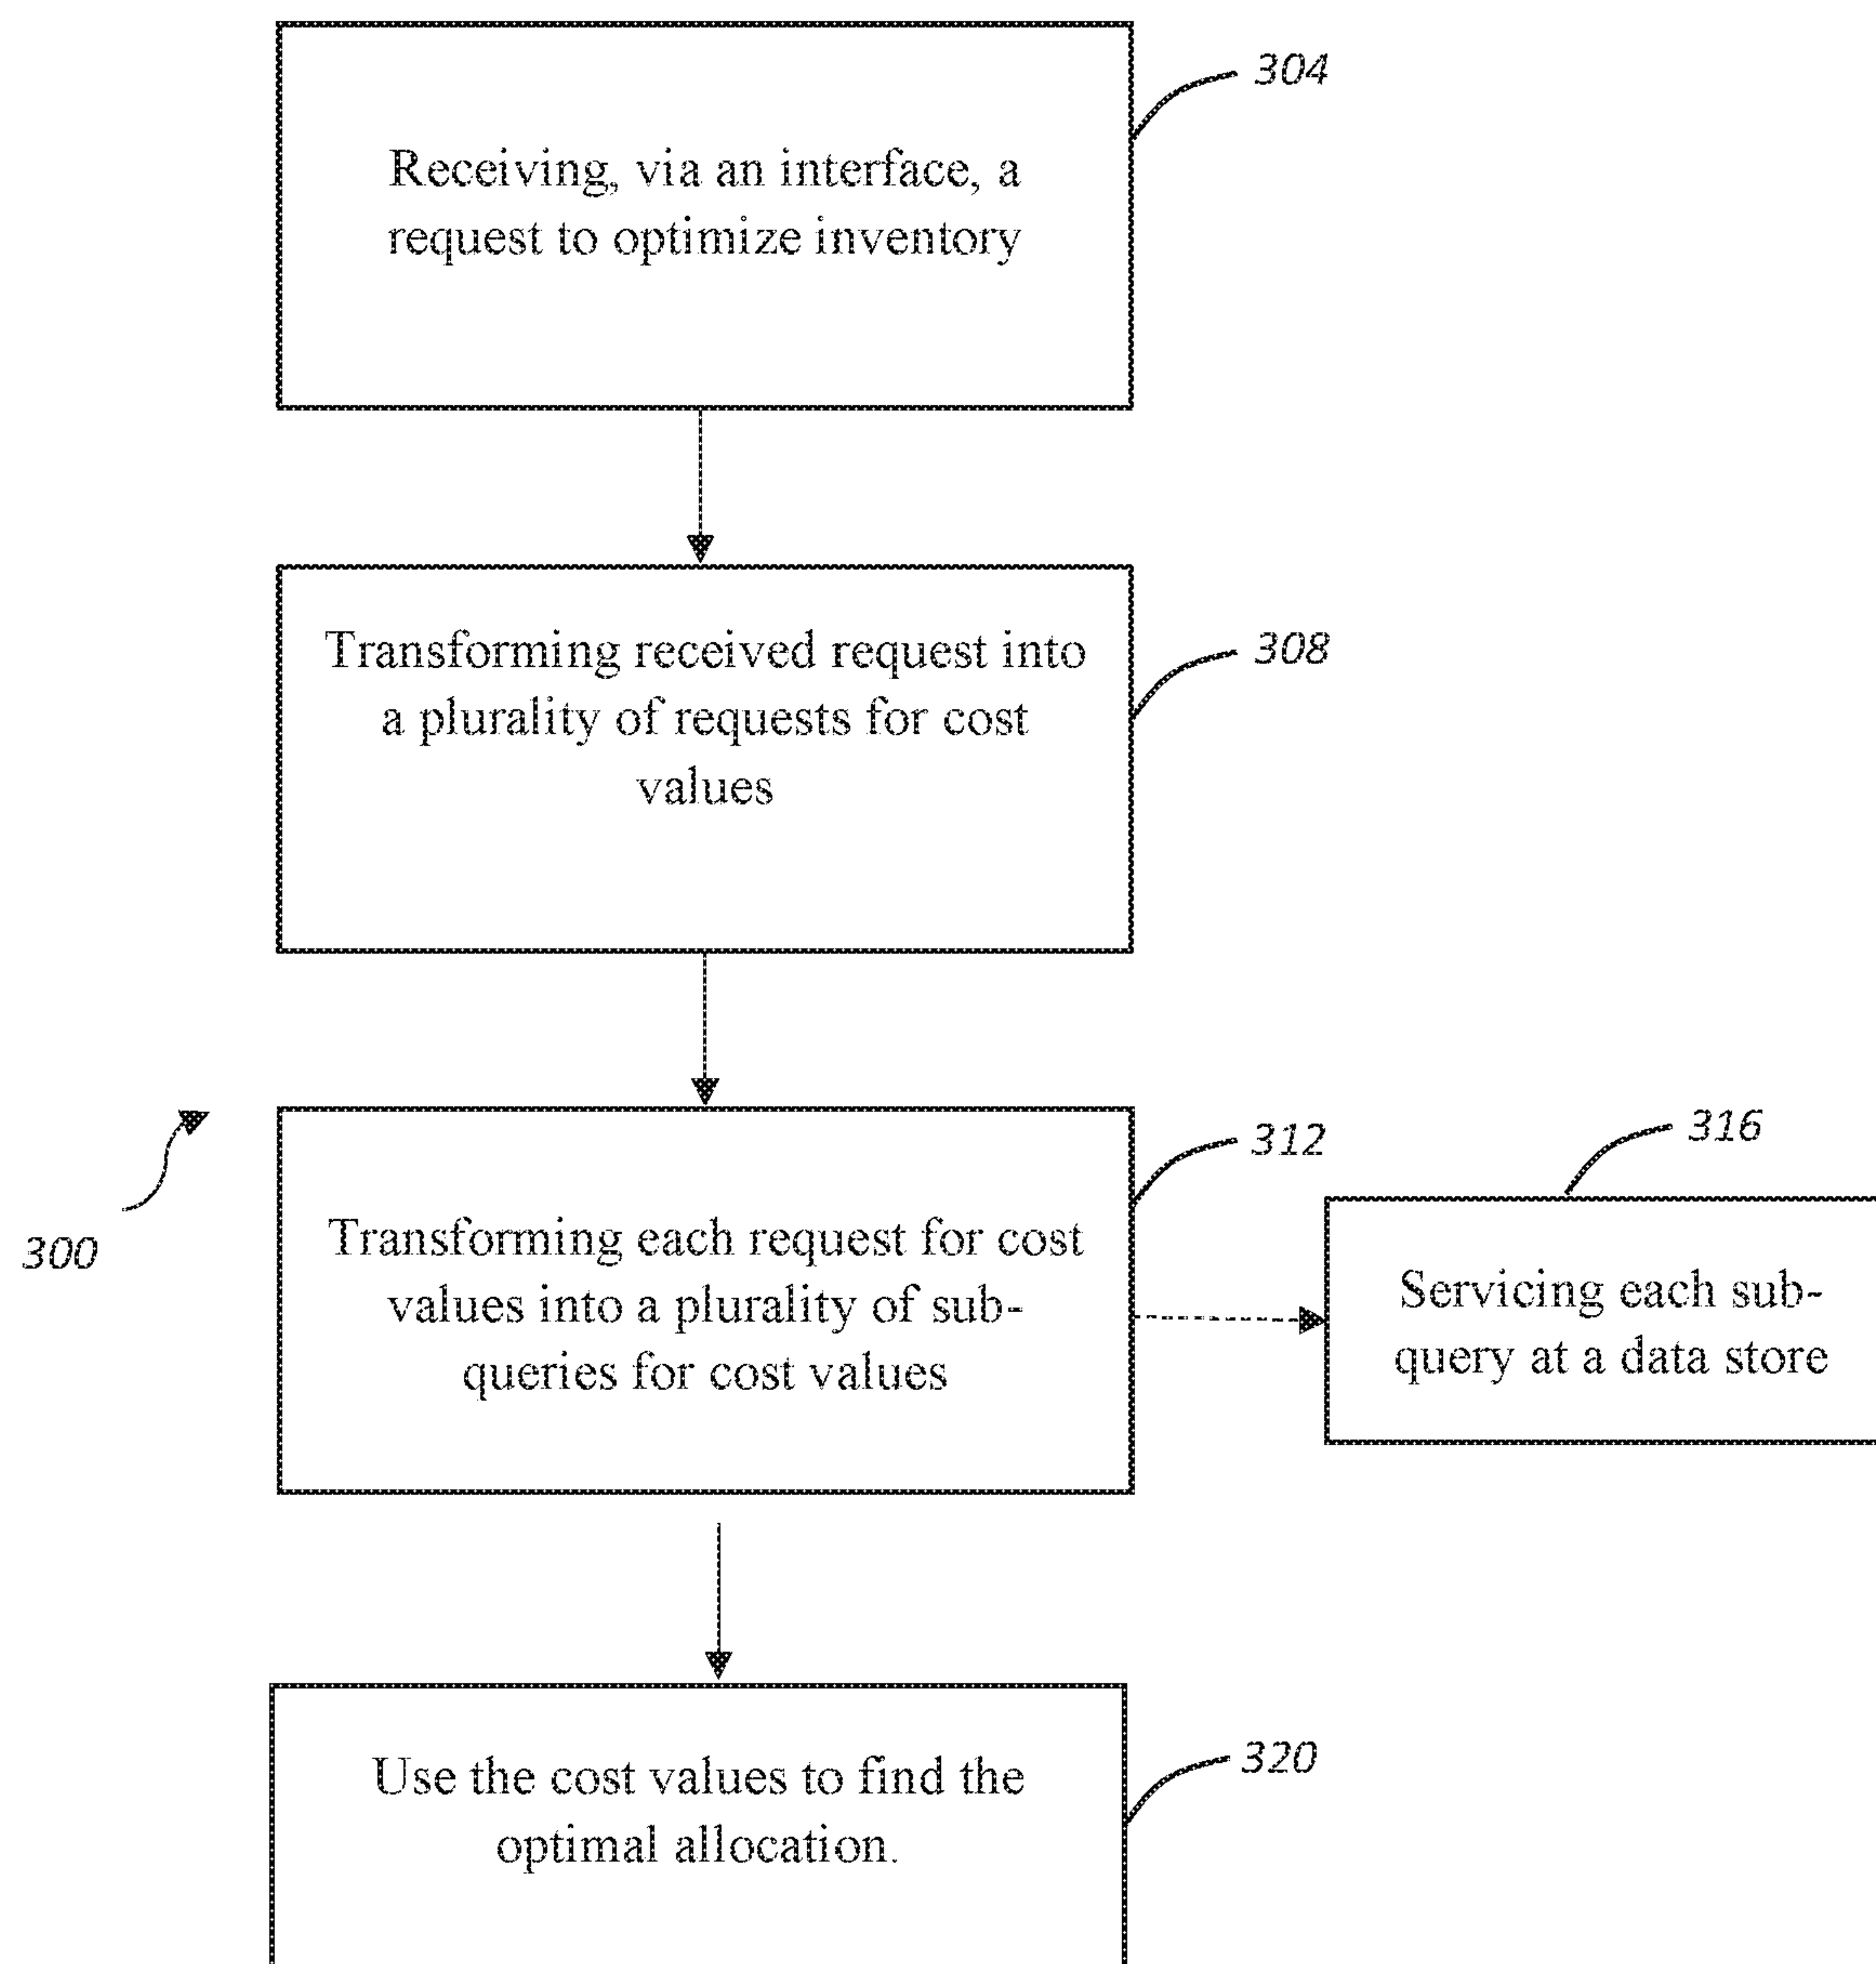 304
Receiving, via an interface, a
request to optimize inventory
308
Transforming received request into
a plurality of requests for cost
values
300
312
Transforming each request for cost
values into a plurality of sub-
queries for cost values
316
Servicing each sub-
query at a data store
320
Use the cost values to find the
optimal allocation.